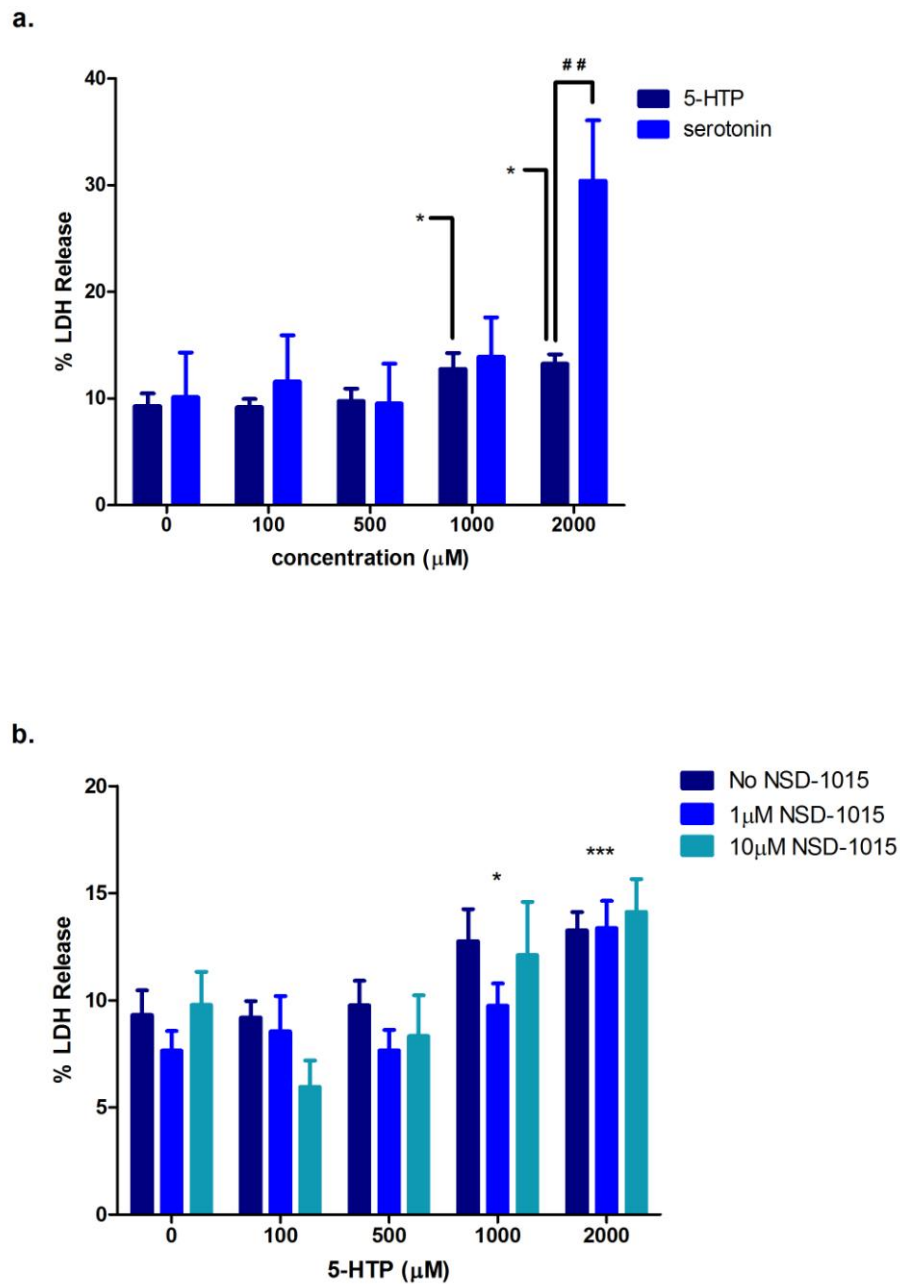 a.
# #
40
30
20
10
0
% LDH Release
5-HTP
serotonin
*
*
0 100 500 1000 2000
concentration (μM)
b.
20
15
10
5
0
% LDH Release
No NSD-1015
1μM NSD-1015
10μM NSD-1015
*
***
0 100 500 1000 2000
5-HTP (μM)